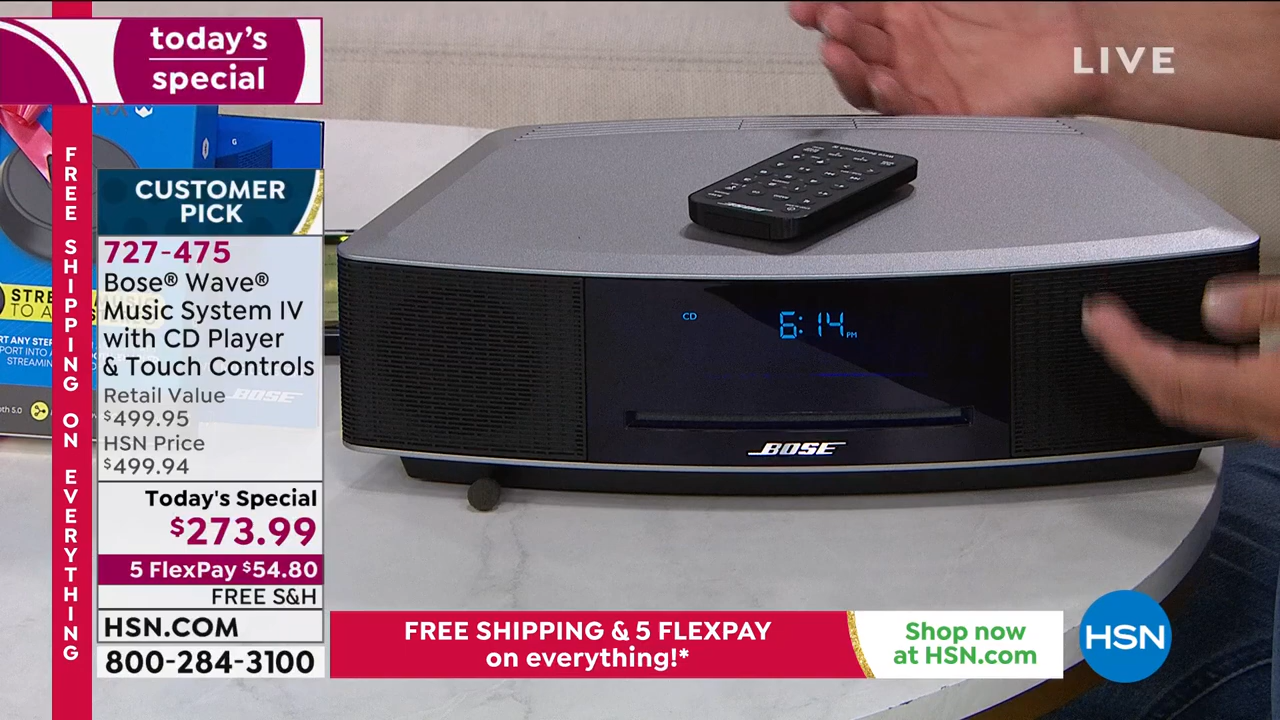 today's
special
LIVE
FREE SHIPPING ON EVERYTHING
G
CUSTOMER
PICK
727-475
Bose® Wave®
Music System IV
with CD Player
& Touch Controls
Retail Value
$499.95
HSN Price
$499.94
Today's Special
$273.99
5 FlexPay $54.80
FREE S&H
HSN.COM
800-284-3100
BOSE
CD
6:14 PM
BOSE
FREE SHIPPING & 5 FLEXPAY
on everything!*
Shop now
at HSN.com
HSN